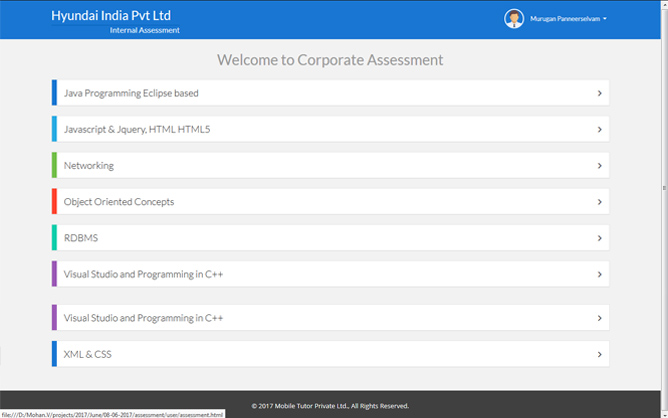 Hyundai India Pvt Ltd
Internal Assessment
Murugan Panneerselvam
Welcome to Corporate Assessment
Java Programming Eclipse based
Javascript & Jquery, HTML HTML5
Networking
Object Oriented Concepts
RDBMS
Visual Studio and Programming in C++
Visual Studio and Programming in C++
XML & CSS
© 2017 Mobile Tutor Private Ltd., All Rights Reserved.
file:///D:/Mohan.V/projects/2017/June/08-06-2017/assessment/user/assessment.html